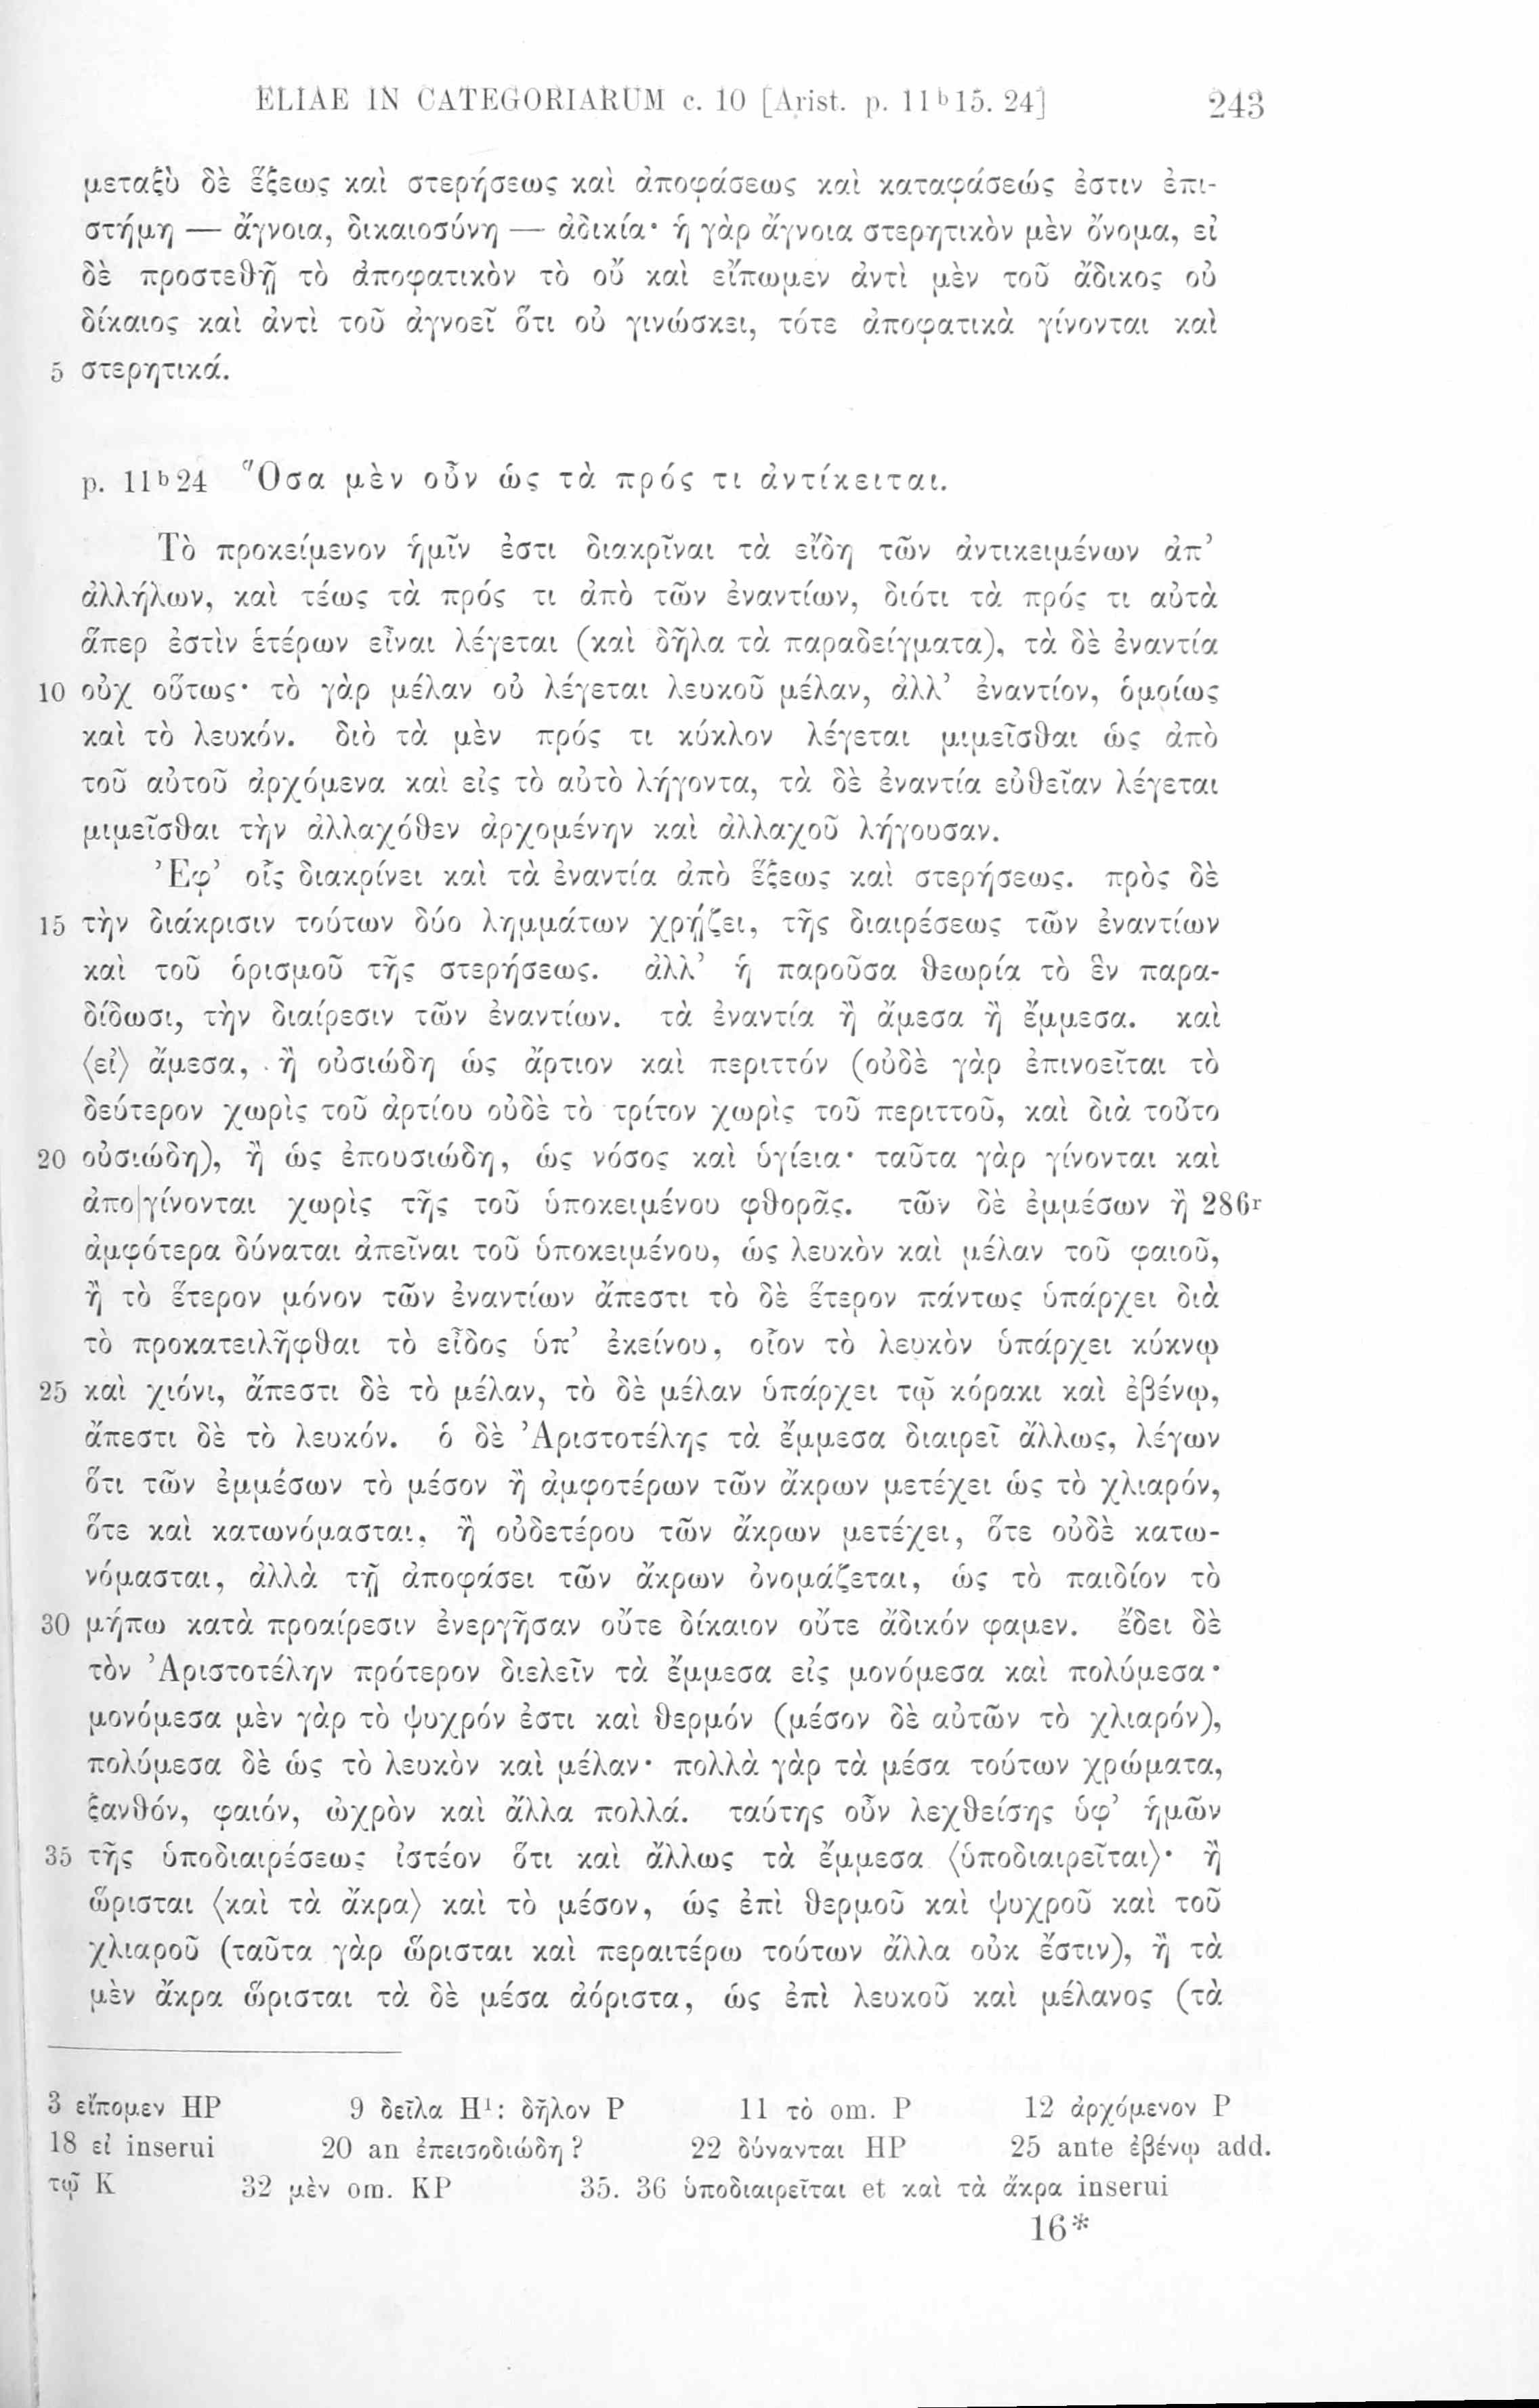 ELIAE IN CATEGORIARUM c. 10 [Arist. p. 11ᵇ15. 24] 243
μεταξὺ δὲ ἕξεως καὶ στερήσεως καὶ ἀποφάσεως καὶ καταφάσεώς ἐστιν ἐπι-
στήμη — ἄγνοια, δικαιοσύνη — ἀδικία· ἡ γὰρ ἄγνοια στερητικὸν μὲν ὄνομα, εἰ
δὲ προστεθῇ τὸ ἀποφατικὸν τὸ οὔ καὶ εἴπωμεν ἀντὶ μὲν τοῦ ἄδικος οὐ
δίκαιος καὶ ἀντὶ τοῦ ἀγνοεῖ ὅτι οὐ γινώσκει, τότε ἀποφατικὰ γίνονται καὶ
5 στερητικά.
p. 11ᵇ24 Ὅσα μὲν οὖν ὡς τὰ πρός τι ἀντίκειται.
Τὸ προκείμενον ἡμῖν ἐστι διακρῖναι τὰ εἴδη τῶν ἀντικειμένων ἀπ’
ἀλλήλων, καὶ τέως τὰ πρός τι ἀπὸ τῶν ἐναντίων, διότι τὰ πρός τι αὐτὰ
ἅπερ ἐστὶν ἑτέρων εἶναι λέγεται (καὶ δῆλα τὰ παραδείγματα), τὰ δὲ ἐναντία
10 οὐχ οὕτως· τὸ γὰρ μέλαν οὐ λέγεται λευκοῦ μέλαν, ἀλλ’ ἐναντίον, ὁμοίως
καὶ τὸ λευκόν. διὸ τὰ μὲν πρός τι κύκλον λέγεται μιμεῖσθαι ὡς ἀπὸ
τοῦ αὐτοῦ ἀρχόμενα καὶ εἰς τὸ αὐτὸ λήγοντα, τὰ δὲ ἐναντία εὐθεῖαν λέγεται
μιμεῖσθαι τὴν ἀλλαχόθεν ἀρχομένην καὶ ἀλλαχοῦ λήγουσαν.
Ἐφ’ οἷς διακρίνει καὶ τὰ ἐναντία ἀπὸ ἕξεως καὶ στερήσεως. πρὸς δὲ
15 τὴν διάκρισιν τούτων δύο λημμάτων χρῄζει, τῆς διαιρέσεως τῶν ἐναντίων
καὶ τοῦ ὁρισμοῦ τῆς στερήσεως. ἀλλ’ ἡ παροῦσα θεωρία τὸ ἓν παρα-
δίδωσι, τὴν διαίρεσιν τῶν ἐναντίων. τὰ ἐναντία ἢ ἄμεσα ἢ ἔμμεσα. καὶ
⟨εἰ⟩ ἄμεσα, ἢ οὐσιώδη ὡς ἄρτιον καὶ περιττόν (οὐδὲ γὰρ ἐπινοεῖται τὸ
δεύτερον χωρὶς τοῦ ἀρτίου οὐδὲ τὸ τρίτον χωρὶς τοῦ περιττοῦ, καὶ διὰ τοῦτο
20 οὐσιώδη), ἢ ὡς ἐπουσιώδη, ὡς νόσος καὶ ὑγίεια· ταῦτα γὰρ γίνονται καὶ
ἀπο|γίνονται χωρὶς τῆς τοῦ ὑποκειμένου φθορᾶς. τῶν δὲ ἐμμέσων ἢ 286r
ἀμφότερα δύναται ἀπεῖναι τοῦ ὑποκειμένου, ὡς λευκὸν καὶ μέλαν τοῦ φαιοῦ,
ἢ τὸ ἕτερον μόνον τῶν ἐναντίων ἄπεστι τὸ δὲ ἕτερον πάντως ὑπάρχει διὰ
τὸ προκατειλῆφθαι τὸ εἶδος ὑπ’ ἐκείνου, οἷον τὸ λευκὸν ὑπάρχει κύκνῳ
25 καὶ χιόνι, ἄπεστι δὲ τὸ μέλαν, τὸ δὲ μέλαν ὑπάρχει τῷ κόρακι καὶ ἐβένῳ,
ἄπεστι δὲ τὸ λευκόν. ὁ δὲ Ἀριστοτέλης τὰ ἔμμεσα διαιρεῖ ἄλλως, λέγων
ὅτι τῶν ἐμμέσων τὸ μέσον ἢ ἀμφοτέρων τῶν ἄκρων μετέχει ὡς τὸ χλιαρόν,
ὅτε καὶ κατωνόμασται, ἢ οὐδετέρου τῶν ἄκρων μετέχει, ὅτε οὐδὲ κατω-
νόμασται, ἀλλὰ τῇ ἀποφάσει τῶν ἄκρων ὀνομάζεται, ὡς τὸ παιδίον τὸ
30 μήπω κατὰ προαίρεσιν ἐνεργῆσαν οὔτε δίκαιον οὔτε ἄδικόν φαμεν. ἔδει δὲ
τὸν Ἀριστοτέλην πρότερον διελεῖν τὰ ἔμμεσα εἰς μονόμεσα καὶ πολύμεσα·
μονόμεσα μὲν γὰρ τὸ ψυχρόν ἐστι καὶ θερμόν (μέσον δὲ αὐτῶν τὸ χλιαρόν),
πολύμεσα δὲ ὡς τὸ λευκὸν καὶ μέλαν· πολλὰ γὰρ τὰ μέσα τούτων χρώματα,
ξανθόν, φαιόν, ὠχρὸν καὶ ἄλλα πολλά. ταύτης οὖν λεχθείσης ὑφ’ ἡμῶν
35 τῆς ὑποδιαιρέσεως ἰστέον ὅτι καὶ ἄλλως τὰ ἔμμεσα ⟨ὑποδιαιρεῖται⟩· ἢ
ὥρισται ⟨καὶ τὰ ἄκρα⟩ καὶ τὸ μέσον, ὡς ἐπὶ θερμοῦ καὶ ψυχροῦ καὶ τοῦ
χλιαροῦ (ταῦτα γὰρ ὥρισται καὶ περαιτέρω τούτων ἄλλα οὐκ ἔστιν), ἢ τὰ
μὲν ἄκρα ὥρισται τὰ δὲ μέσα ἀόριστα, ὡς ἐπὶ λευκοῦ καὶ μέλανος (τὰ
3 εἴπομεν HP 9 δεῖλα H¹: δῆλον P 11 τὸ om. P 12 ἀρχόμενον P
18 εἰ inserui 20 an ἐπεισοδιώδη? 22 δύνανται HP 25 ante ἐβένῳ add.
τῷ K 32 μὲν om. KP 35. 36 ὑποδιαιρεῖται et καὶ τὰ ἄκρα inserui
16*